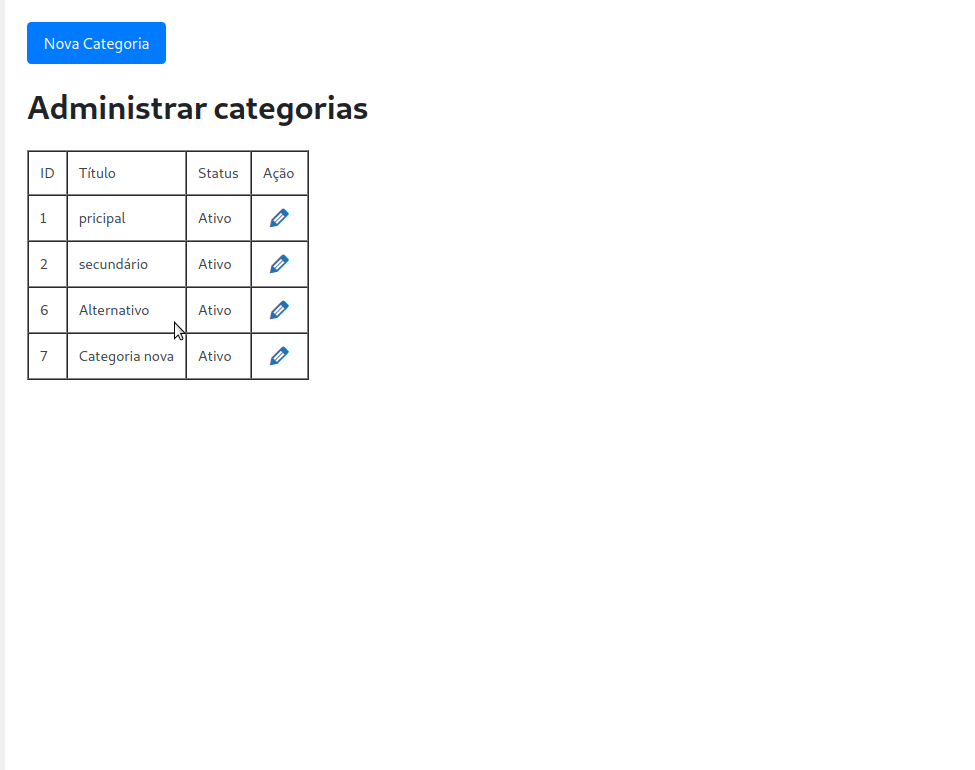 Nova Categoria
Administrar categorias
ID Título Status Ação
1 pricipal Ativo
2 secundário Ativo
6 Alternativo Ativo
7 Categoria nova Ativo